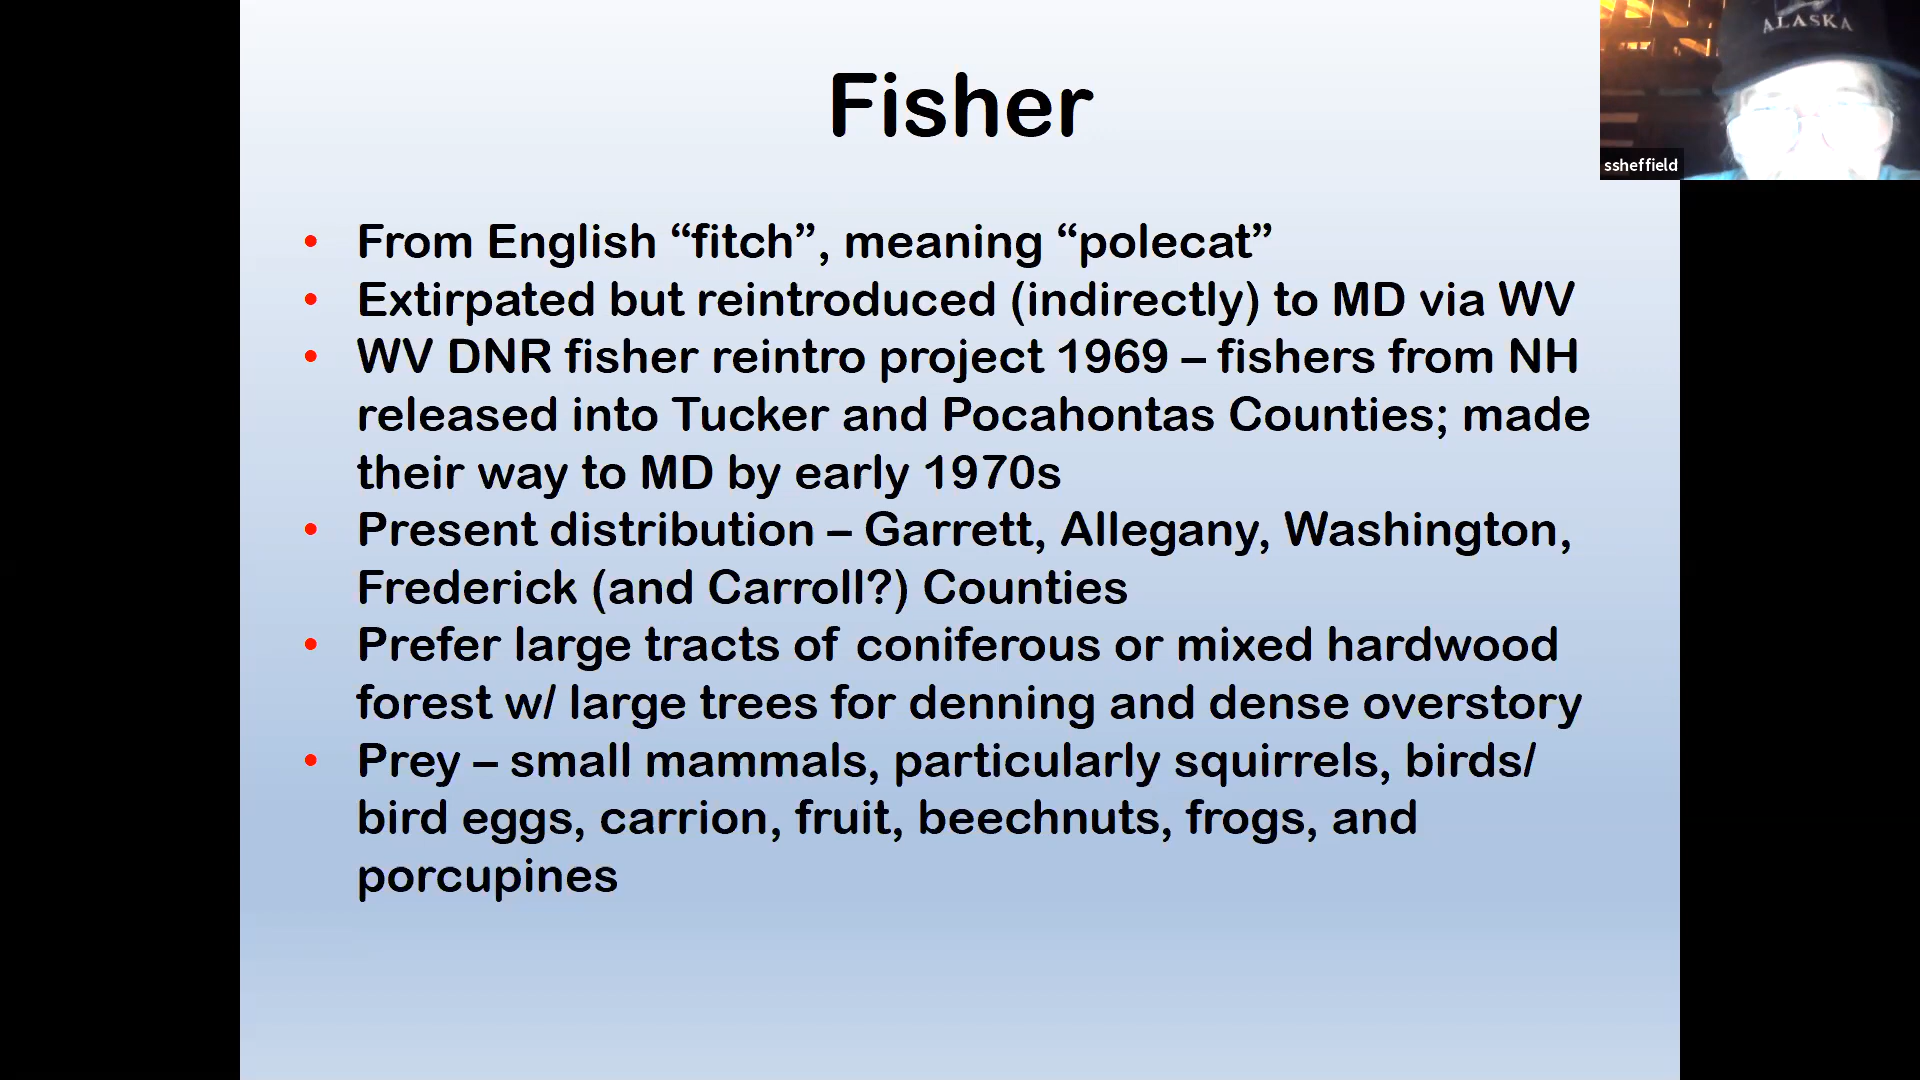 Fisher
ALASKA
ssheffield
• From English “fitch”, meaning “polecat”
• Extirpated but reintroduced (indirectly) to MD via WV
• WV DNR fisher reintro project 1969 – fishers from NH
released into Tucker and Pocahontas Counties; made
their way to MD by early 1970s
• Present distribution – Garrett, Allegany, Washington,
Frederick (and Carroll?) Counties
• Prefer large tracts of coniferous or mixed hardwood
forest w/ large trees for denning and dense overstory
• Prey – small mammals, particularly squirrels, birds/
bird eggs, carrion, fruit, beechnuts, frogs, and
porcupines